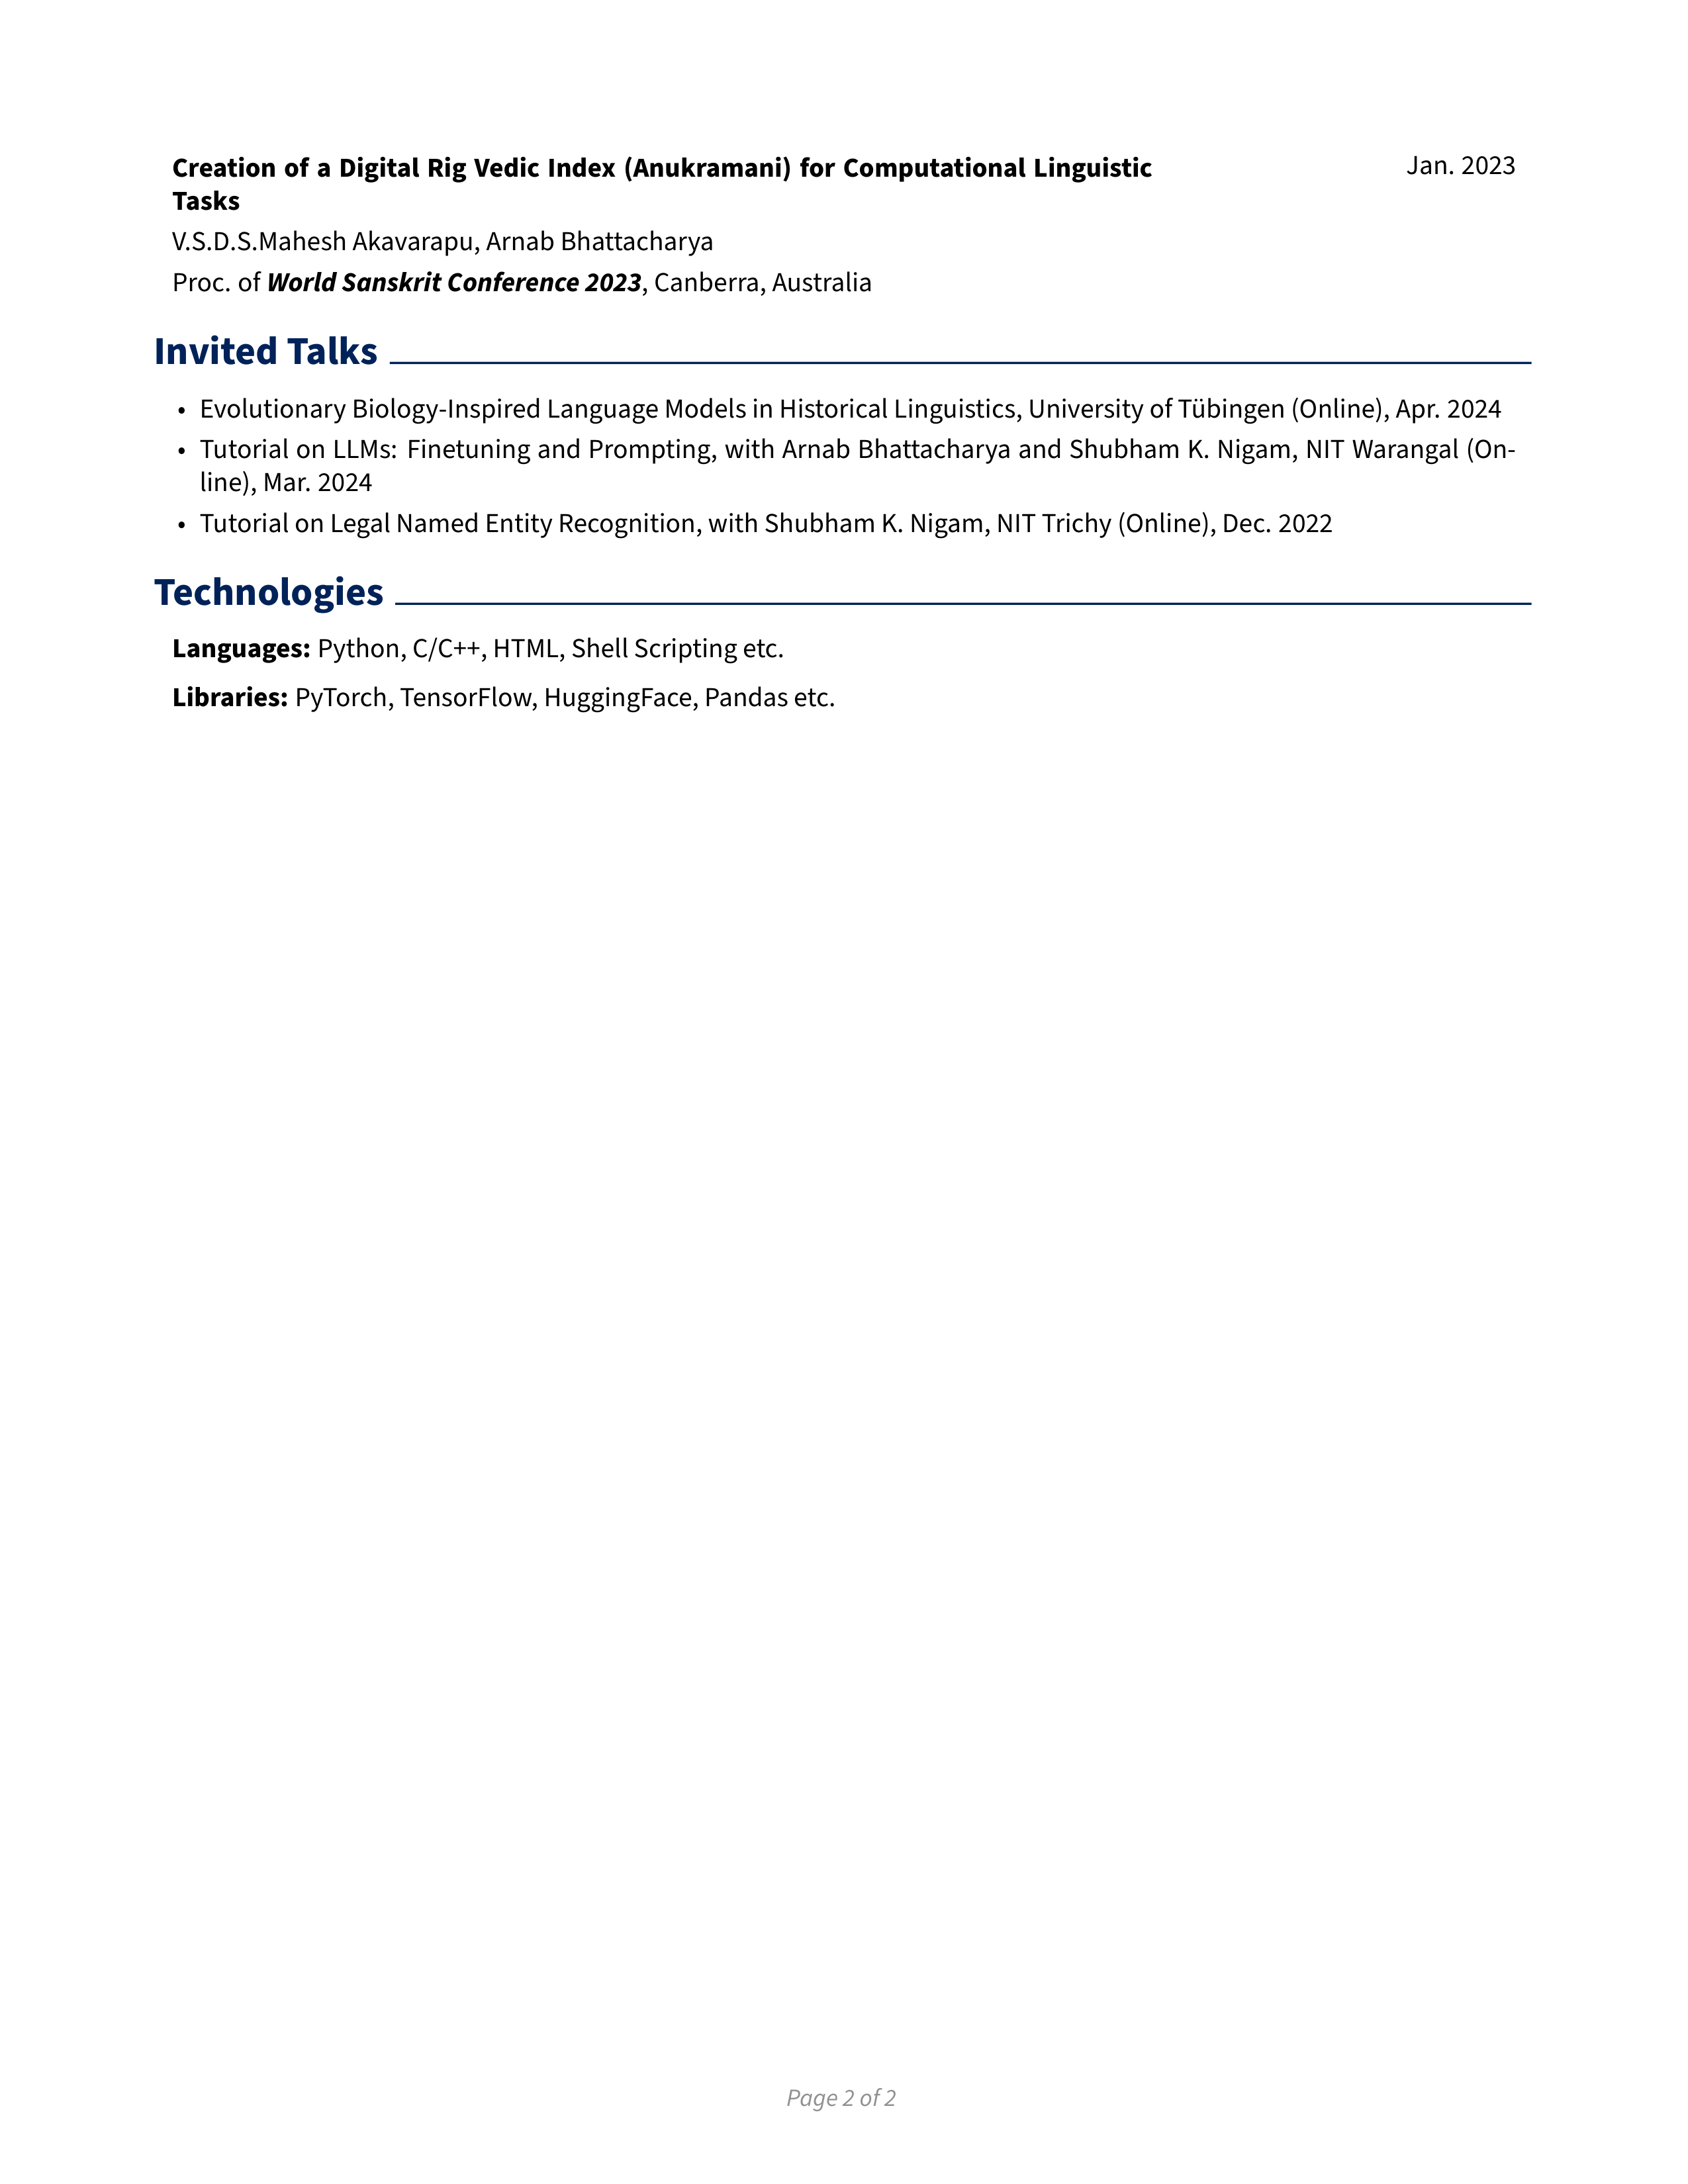 Creation of a Digital Rig Vedic Index (Anukramani) for Computational Linguistic
Tasks
Jan. 2023
V.S.D.S.Mahesh Akavarapu, Arnab Bhattacharya
Proc. of World Sanskrit Conference 2023, Canberra, Australia
Invited Talks
• Evolutionary Biology-Inspired Language Models in Historical Linguistics, University of Tübingen (Online), Apr. 2024
• Tutorial on LLMs: Finetuning and Prompting, with Arnab Bhattacharya and Shubham K. Nigam, NIT Warangal (On-
line), Mar. 2024
• Tutorial on Legal Named Entity Recognition, with Shubham K. Nigam, NIT Trichy (Online), Dec. 2022
Technologies
Languages: Python, C/C++, HTML, Shell Scripting etc.
Libraries: PyTorch, TensorFlow, HuggingFace, Pandas etc.
Page 2 of 2